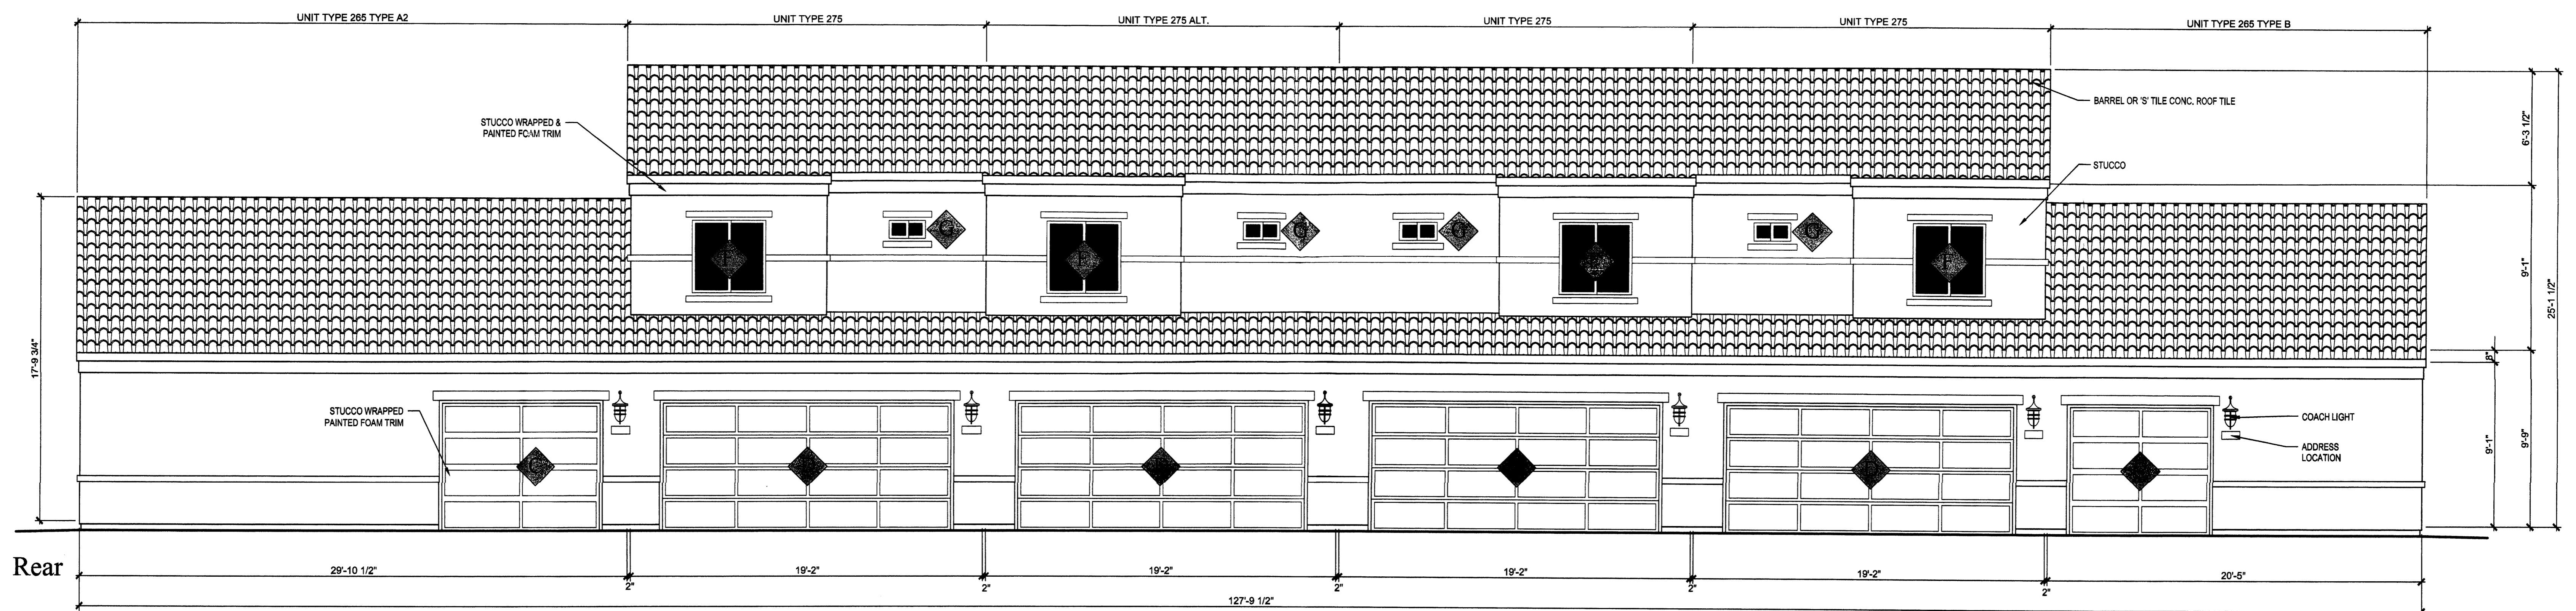 UNIT TYPE 265 TYPE A2
UNIT TYPE 275
UNIT TYPE 275 ALT.
UNIT TYPE 275
UNIT TYPE 275
UNIT TYPE 265 TYPE B
BARREL OR 'S' TILE CONC. ROOF TILE
STUCCO WRAPPED &
PAINTED FOAM TRIM
6'-3 1/2"
STUCCO
G
G
G
G
F
F
F
9'-1"
25'-1 1/2"
17'-9 3/4"
8"
STUCCO WRAPPED
PAINTED FOAM TRIM
COACH LIGHT
ADDRESS
LOCATION
9'-1"
9'-9"
C
D
Rear
29'-10 1/2"
2"
19'-2"
2"
19'-2"
2"
19'-2"
2"
19'-2"
2"
20'-5"
127'-9 1/2"